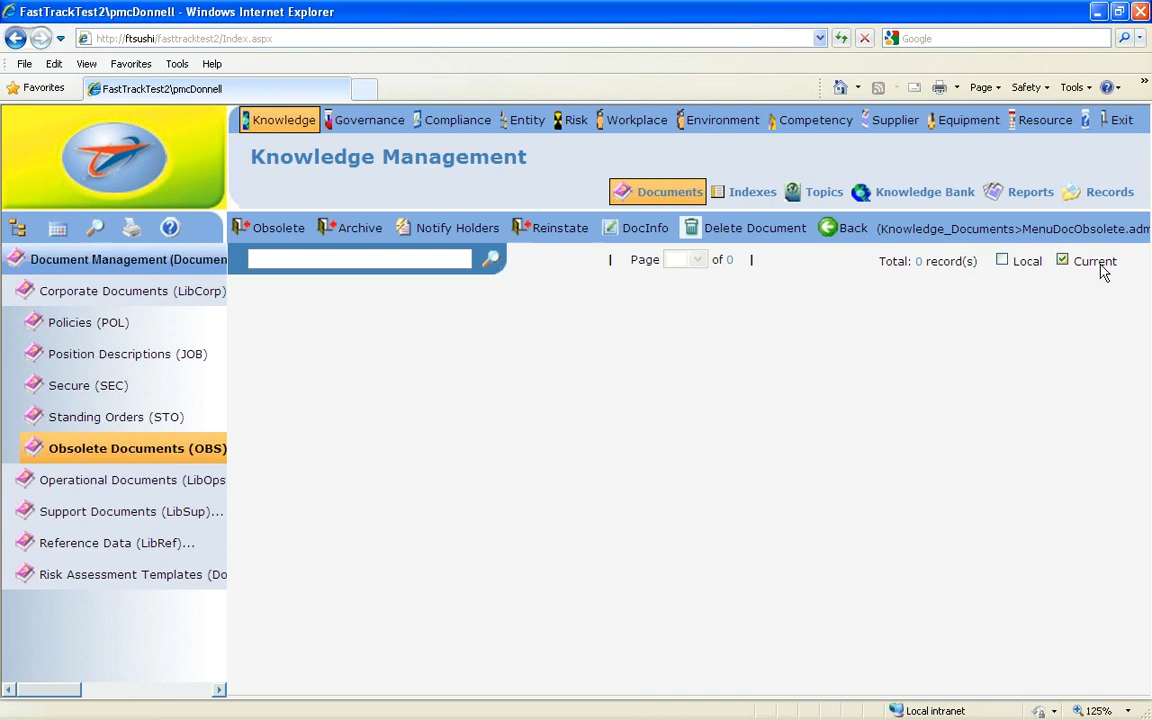 FastTrackTest2\pmcDonnell - Windows Internet Explorer
http://ftsushi/fasttracktest2/Index.aspx
Google
File Edit View Favorites Tools Help
Favorites FastTrackTest2\pmcDonnell
Page Safety Tools
Knowledge Governance Compliance Entity Risk Workplace Environment Competency Supplier Equipment Resource Exit
Knowledge Management
Documents Indexes Topics Knowledge Bank Reports Records
Obsolete Archive Notify Holders Reinstate DocInfo Delete Document Back (Knowledge_Documents>MenuDocObsolete.adm
Document Management (Documen
Page of 0
Total: 0 record(s) Local Current
Corporate Documents (LibCorp)
Policies (POL)
Position Descriptions (JOB)
Secure (SEC)
Standing Orders (STO)
Obsolete Documents (OBS)
Operational Documents (LibOps
Support Documents (LibSup)...
Reference Data (LibRef)...
Risk Assessment Templates (Do
Local intranet
125%